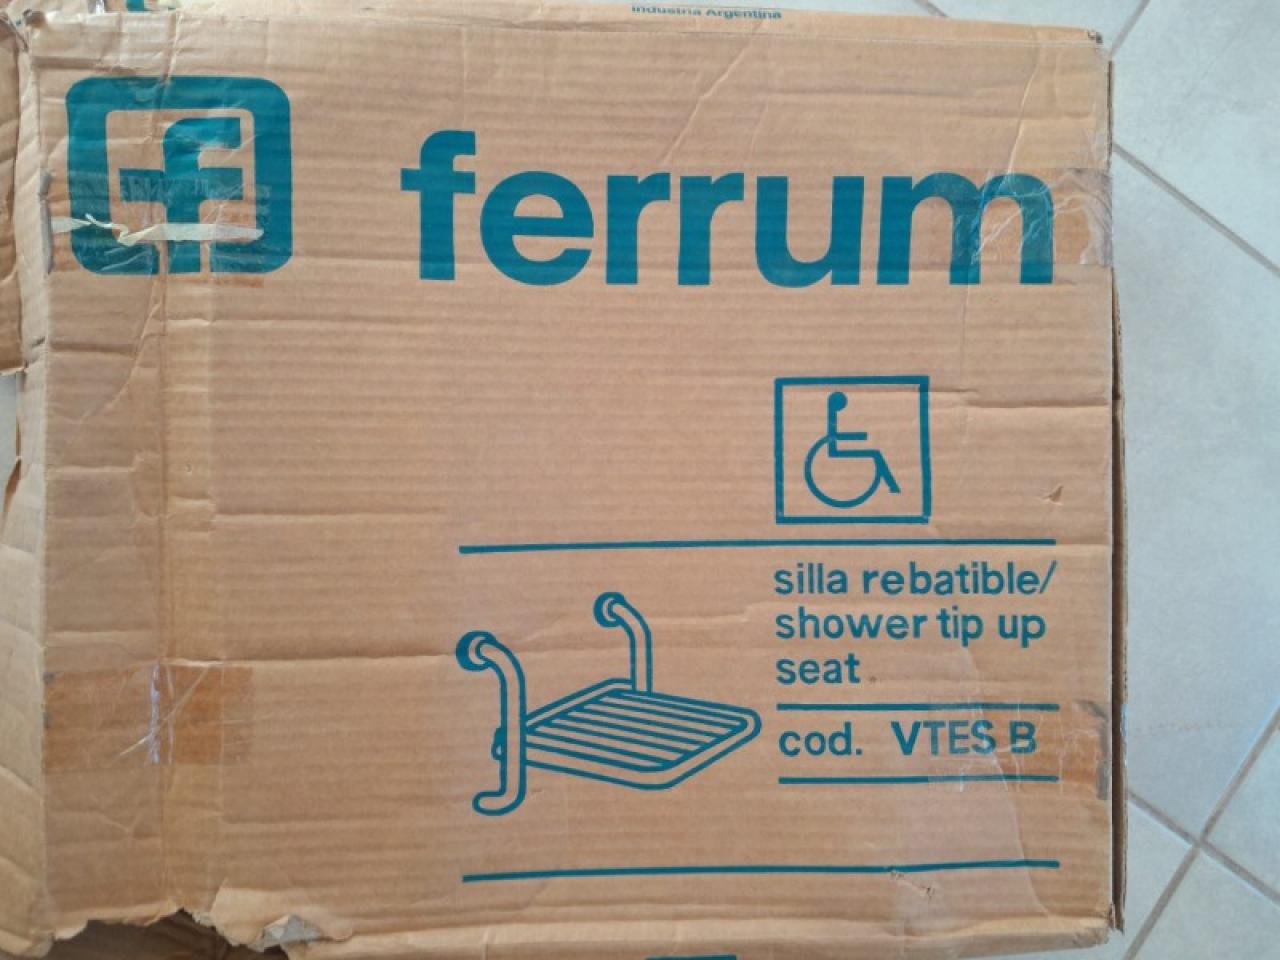 Industria Argentina
f
ferrum
silla rebatible/
shower tip up
seat
cod. VTES B